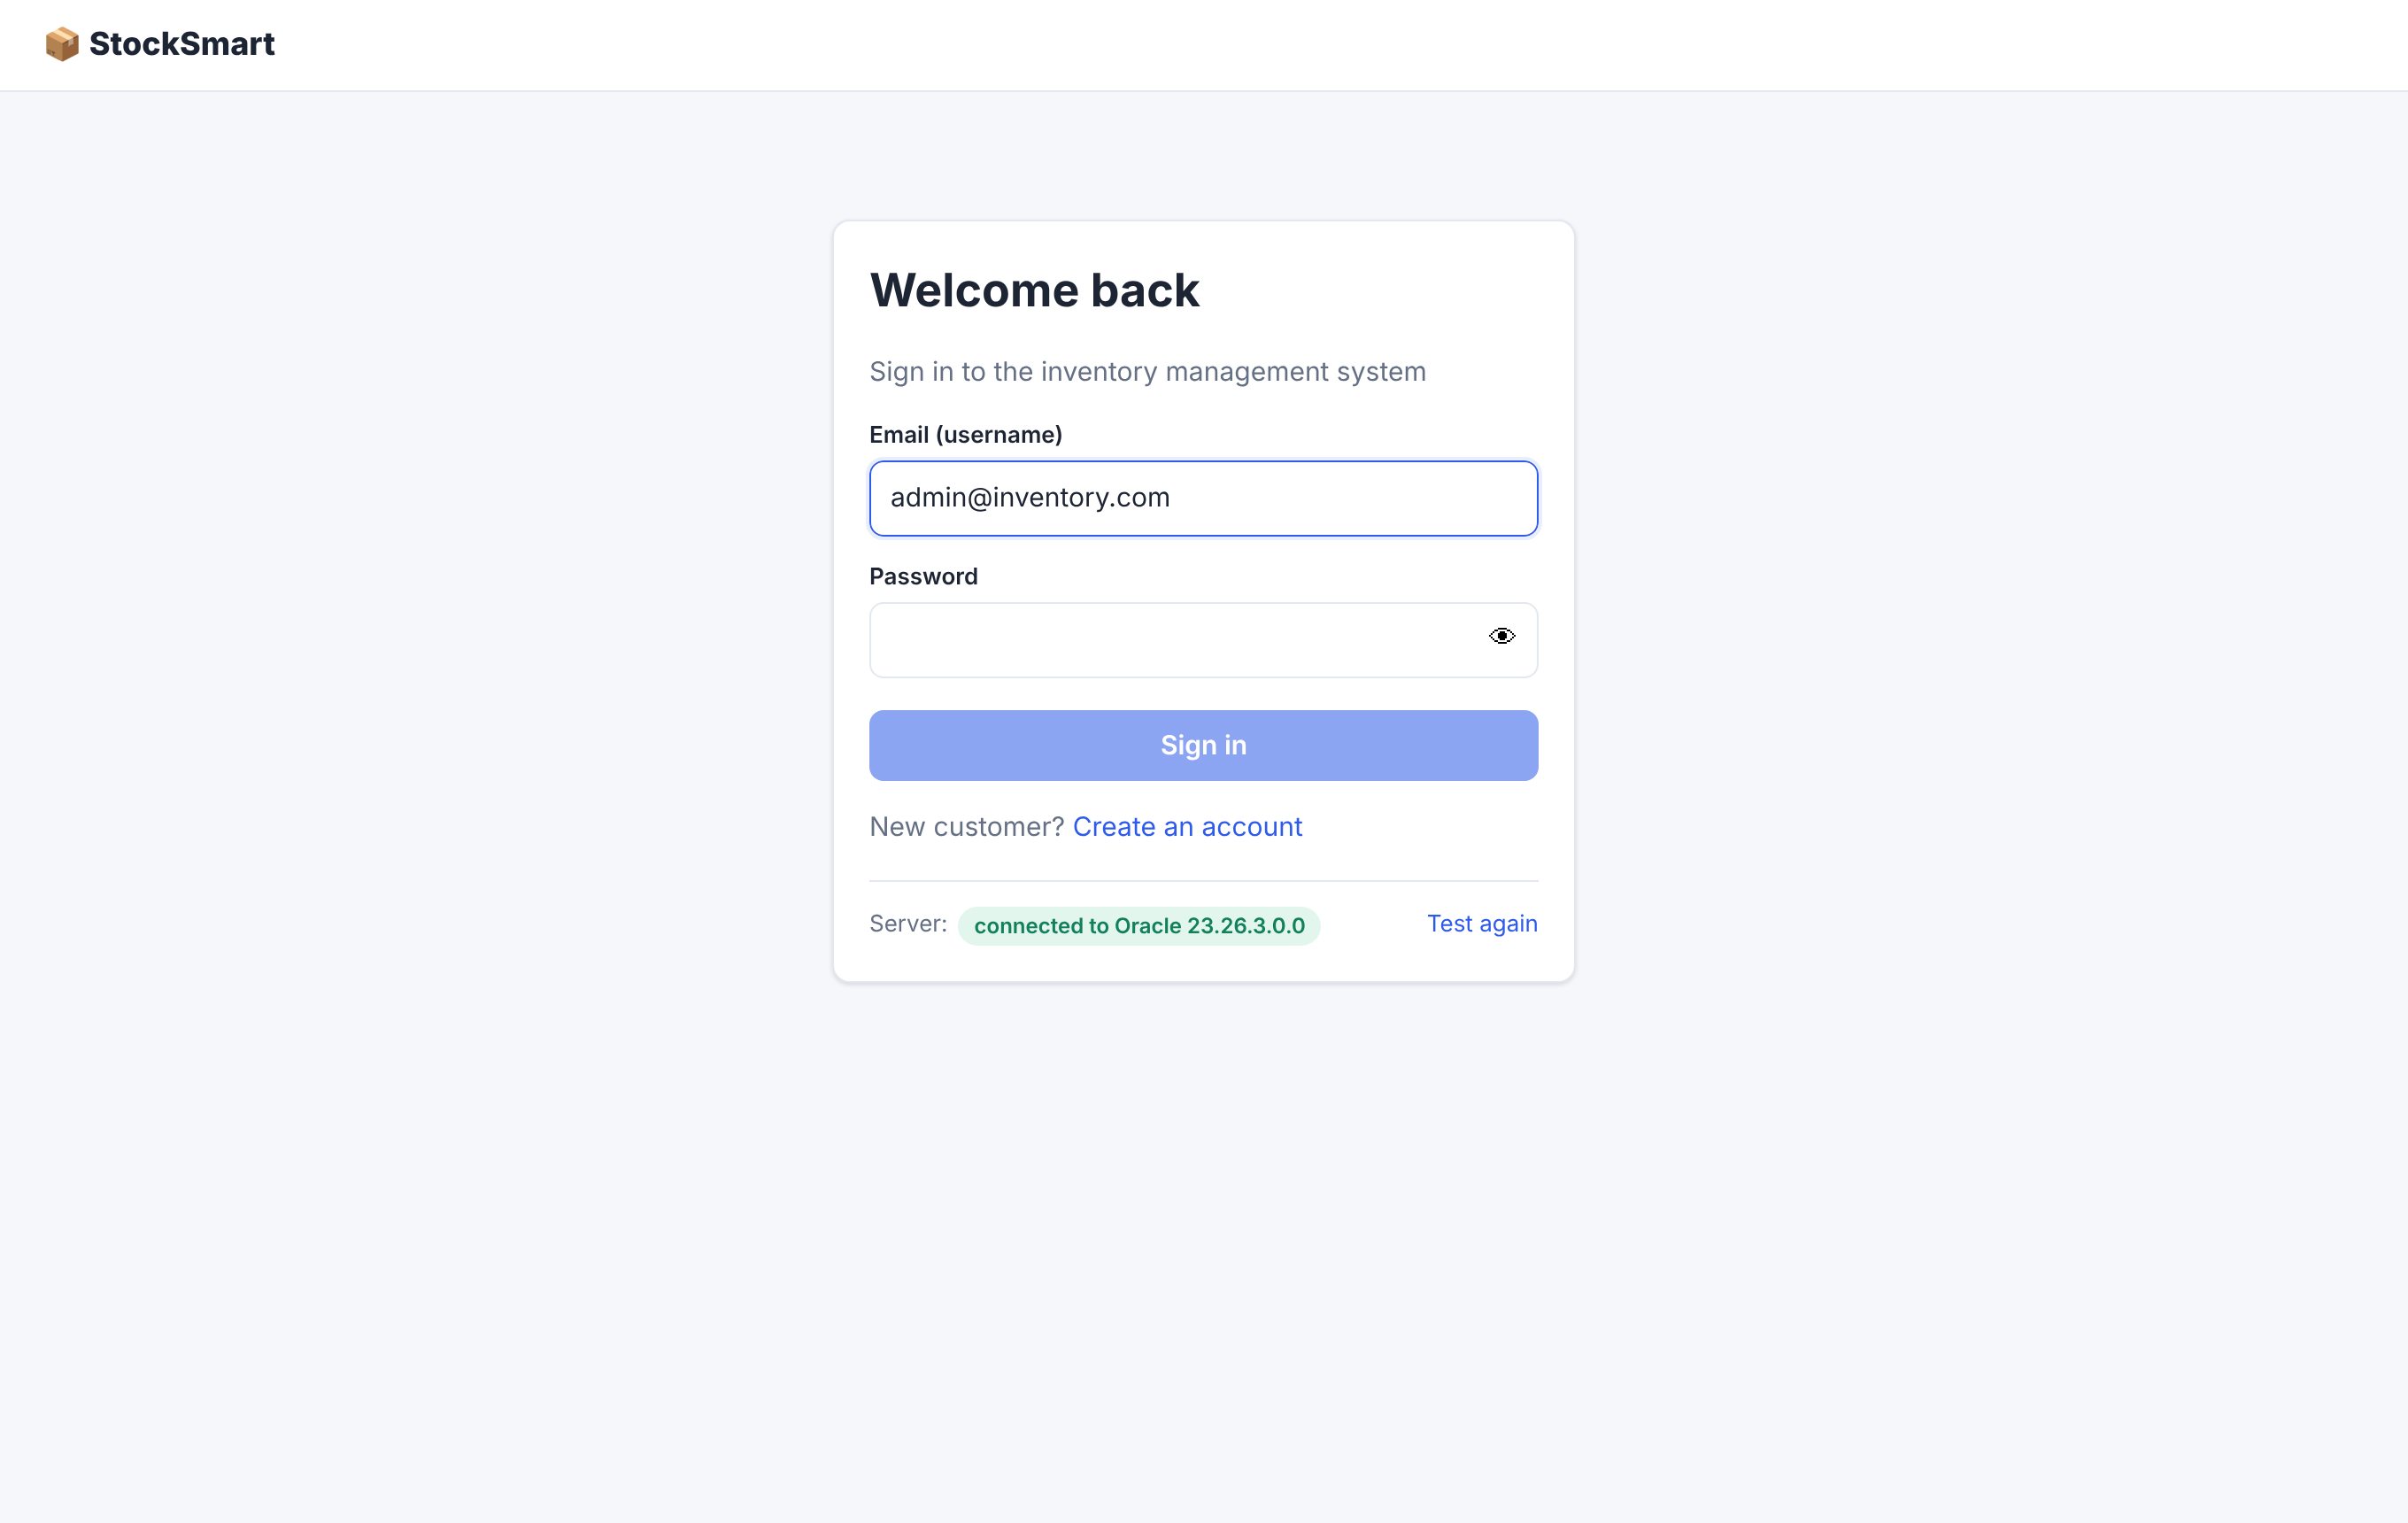 StockSmart
Welcome back
Sign in to the inventory management system
Email (username)
admin@inventory.com
Password
Sign in
New customer? Create an account
Server: connected to Oracle 23.26.3.0.0 Test again